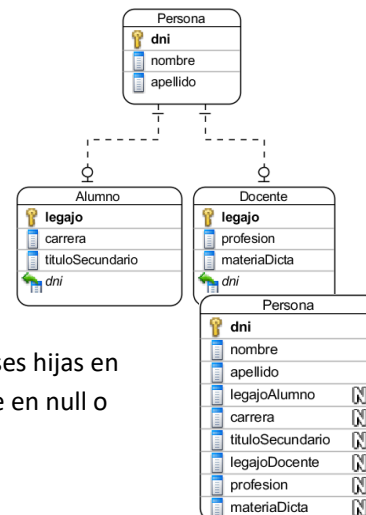 Persona
dni
nombre
apellido
Alumno
legajo
carrera
tituloSecundario
dni
Docente
legajo
profesion
materiaDicta
dni
Persona
dni
nombre
apellido
legajoAlumno N
carrera N
tituloSecundario N
legajoDocente N
profesion N
materiaDicta N
ses hijas en
e en null o